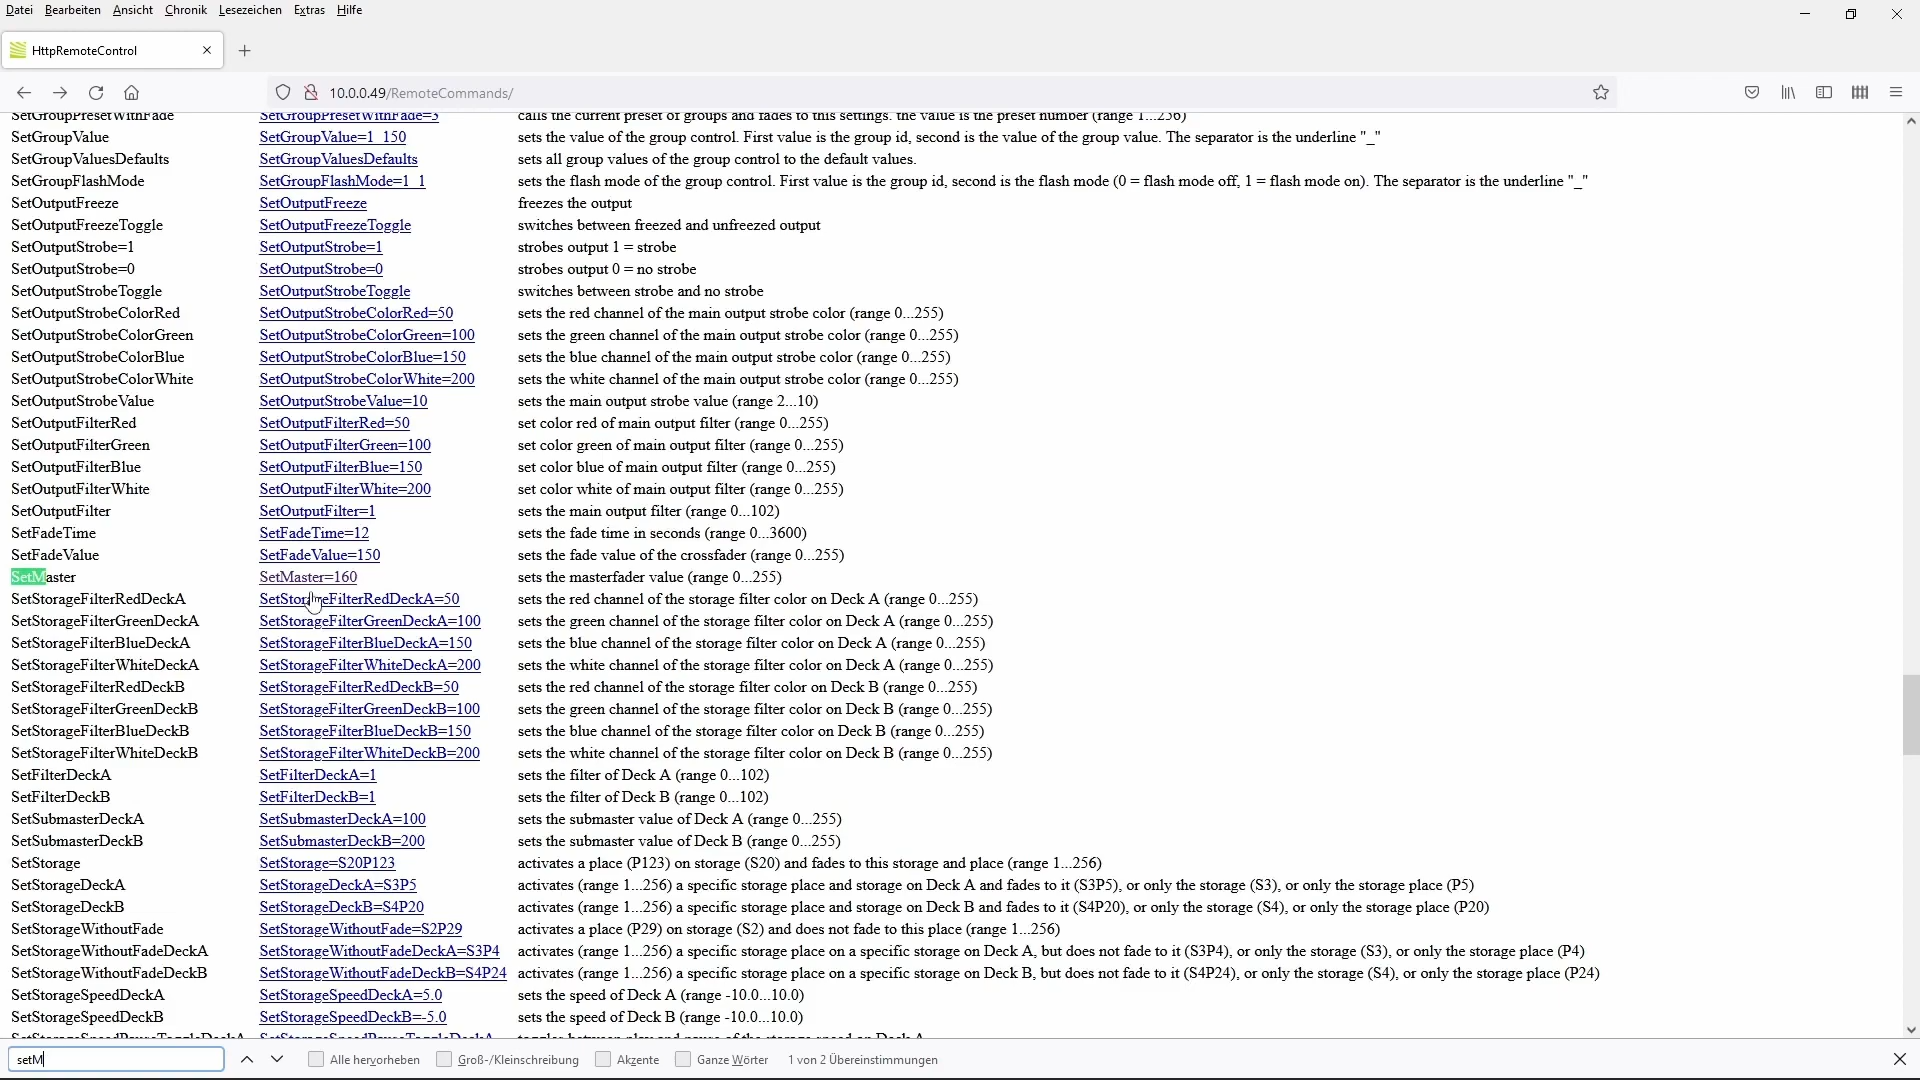 Datei Bearbeiten Ansicht Chronik Lesezeichen Extras Hilfe
HttpRemoteControl
10.0.0.49/RemoteCommands/
SetGroupPresetWithFade SetGroupPresetWithFade=3 calls the current preset of groups and fades to this settings. the value is the preset number (range 1...256)
SetGroupValue SetGroupValue=1_150 sets the value of the group control. First value is the group id, second is the value of the group value. The separator is the underline "_"
SetGroupValuesDefaults SetGroupValuesDefaults sets all group values of the group control to the default values.
SetGroupFlashMode SetGroupFlashMode=1_1 sets the flash mode of the group control. First value is the group id, second is the flash mode (0 = flash mode off, 1 = flash mode on). The separator is the underline "_"
SetOutputFreeze SetOutputFreeze freezes the output
SetOutputFreezeToggle SetOutputFreezeToggle switches between freezed and unfreezed output
SetOutputStrobe=1 SetOutputStrobe=1 strobes output 1 = strobe
SetOutputStrobe=0 SetOutputStrobe=0 strobes output 0 = no strobe
SetOutputStrobeToggle SetOutputStrobeToggle switches between strobe and no strobe
SetOutputStrobeColorRed SetOutputStrobeColorRed=50 sets the red channel of the main output strobe color (range 0...255)
SetOutputStrobeColorGreen SetOutputStrobeColorGreen=100 sets the green channel of the main output strobe color (range 0...255)
SetOutputStrobeColorBlue SetOutputStrobeColorBlue=150 sets the blue channel of the main output strobe color (range 0...255)
SetOutputStrobeColorWhite SetOutputStrobeColorWhite=200 sets the white channel of the main output strobe color (range 0...255)
SetOutputStrobeValue SetOutputStrobeValue=10 sets the main output strobe value (range 2...10)
SetOutputFilterRed SetOutputFilterRed=50 set color red of main output filter (range 0...255)
SetOutputFilterGreen SetOutputFilterGreen=100 set color green of main output filter (range 0...255)
SetOutputFilterBlue SetOutputFilterBlue=150 set color blue of main output filter (range 0...255)
SetOutputFilterWhite SetOutputFilterWhite=200 set color white of main output filter (range 0...255)
SetOutputFilter SetOutputFilter=1 sets the main output filter (range 0...102)
SetFadeTime SetFadeTime=12 sets the fade time in seconds (range 0...3600)
SetFadeValue SetFadeValue=150 sets the fade value of the crossfader (range 0...255)
SetMaster SetMaster=160 sets the masterfader value (range 0...255)
SetStorageFilterRedDeckA SetStorageFilterRedDeckA=50 sets the red channel of the storage filter color on Deck A (range 0...255)
SetStorageFilterGreenDeckA SetStorageFilterGreenDeckA=100 sets the green channel of the storage filter color on Deck A (range 0...255)
SetStorageFilterBlueDeckA SetStorageFilterBlueDeckA=150 sets the blue channel of the storage filter color on Deck A (range 0...255)
SetStorageFilterWhiteDeckA SetStorageFilterWhiteDeckA=200 sets the white channel of the storage filter color on Deck A (range 0...255)
SetStorageFilterRedDeckB SetStorageFilterRedDeckB=50 sets the red channel of the storage filter color on Deck B (range 0...255)
SetStorageFilterGreenDeckB SetStorageFilterGreenDeckB=100 sets the green channel of the storage filter color on Deck B (range 0...255)
SetStorageFilterBlueDeckB SetStorageFilterBlueDeckB=150 sets the blue channel of the storage filter color on Deck B (range 0...255)
SetStorageFilterWhiteDeckB SetStorageFilterWhiteDeckB=200 sets the white channel of the storage filter color on Deck B (range 0...255)
SetFilterDeckA SetFilterDeckA=1 sets the filter of Deck A (range 0...102)
SetFilterDeckB SetFilterDeckB=1 sets the filter of Deck B (range 0...102)
SetSubmasterDeckA SetSubmasterDeckA=100 sets the submaster value of Deck A (range 0...255)
SetSubmasterDeckB SetSubmasterDeckB=200 sets the submaster value of Deck B (range 0...255)
SetStorage SetStorage=S20P123 activates a place (P123) on storage (S20) and fades to this storage and place (range 1...256)
SetStorageDeckA SetStorageDeckA=S3P5 activates (range 1...256) a specific storage place and storage on Deck A and fades to it (S3P5), or only the storage (S3), or only the storage place (P5)
SetStorageDeckB SetStorageDeckB=S4P20 activates (range 1...256) a specific storage place and storage on Deck B and fades to it (S4P20), or only the storage (S4), or only the storage place (P20)
SetStorageWithoutFade SetStorageWithoutFade=S2P29 activates a place (P29) on storage (S2) and does not fade to this place (range 1...256)
SetStorageWithoutFadeDeckA SetStorageWithoutFadeDeckA=S3P4 activates (range 1...256) a specific storage place on a specific storage on Deck A, but does not fade to it (S3P4), or only the storage (S3), or only the storage place (P4)
SetStorageWithoutFadeDeckB SetStorageWithoutFadeDeckB=S4P24 activates (range 1...256) a specific storage place on a specific storage on Deck B, but does not fade to it (S4P24), or only the storage (S4), or only the storage place (P24)
SetStorageSpeedDeckA SetStorageSpeedDeckA=5.0 sets the speed of Deck A (range -10.0...10.0)
SetStorageSpeedDeckB SetStorageSpeedDeckB=-5.0 sets the speed of Deck B (range -10.0...10.0)
SetStorageSpeedPauseToggleDeckA SetStorageSpeedPauseToggleDeckA toggles between play and pause of the storage speed on Deck A
setM Alle hervorheben Groß-/Kleinschreibung Akzente Ganze Wörter 1 von 2 Übereinstimmungen